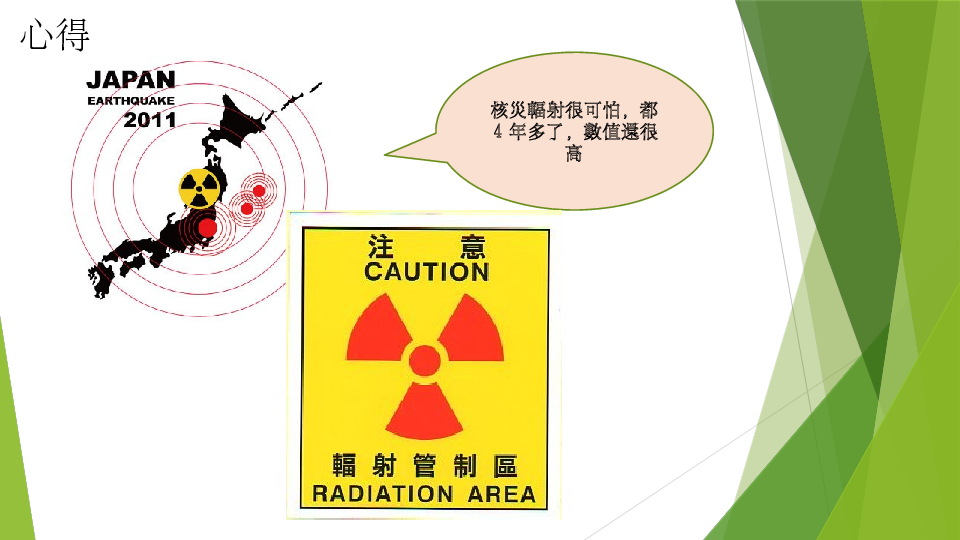 心得
JAPAN
EARTHQUAKE
2011
核災輻射很可怕，都
4 年多了，數值還很
高
注 意
CAUTION
輻射管制區
RADIATION AREA